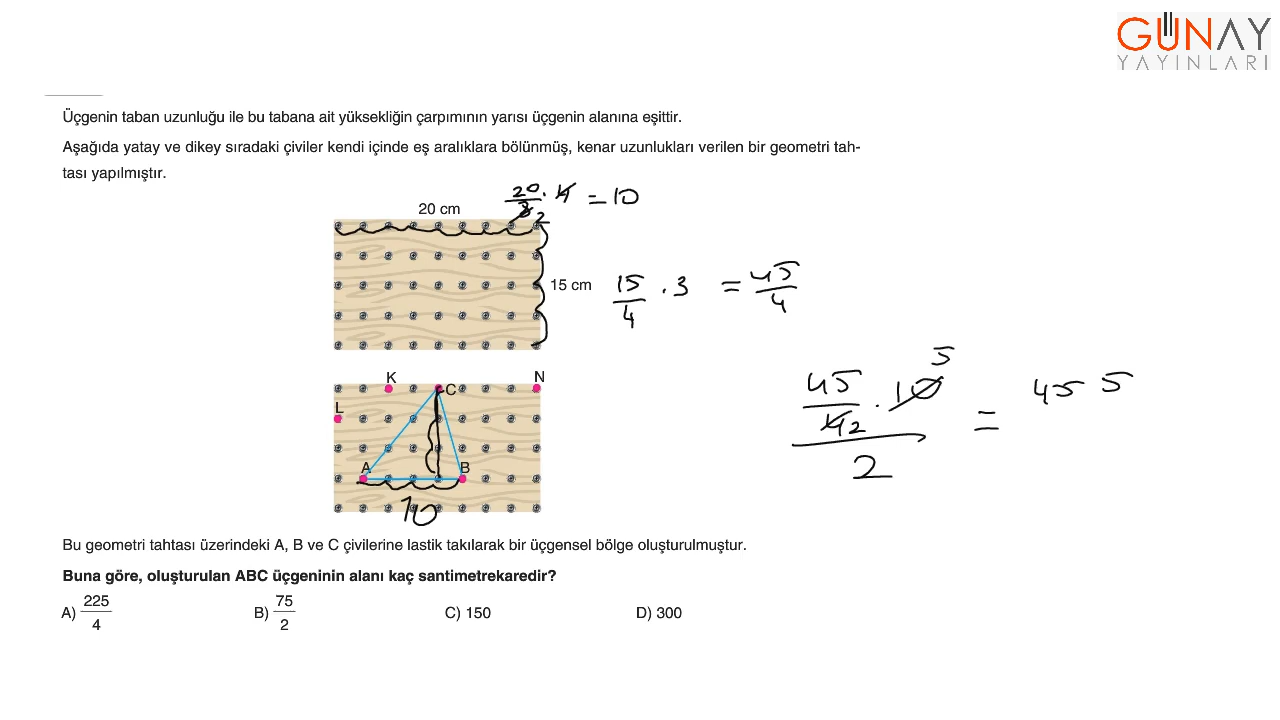 GÜNAY
YAYINLARI
Üçgenin taban uzunluğu ile bu tabana ait yüksekliğin çarpımının yarısı üçgenin alanına eşittir.
Aşağıda yatay ve dikey sıradaki çiviler kendi içinde eş aralıklara bölünmüş, kenar uzunlukları verilen bir geometri tah-
tası yapılmıştır.
20 cm
20/8 2 . 4 = 10
15 cm
15/4 . 3 = 45/4
K
C
N
L
A
B
10
45/4 2 . 10 5
2
= 45 5
Bu geometri tahtası üzerindeki A, B ve C çivilerine lastik takılarak bir üçgensel bölge oluşturulmuştur.
Buna göre, oluşturulan ABC üçgeninin alanı kaç santimetrekaredir?
A) 225/4 B) 75/2 C) 150 D) 300